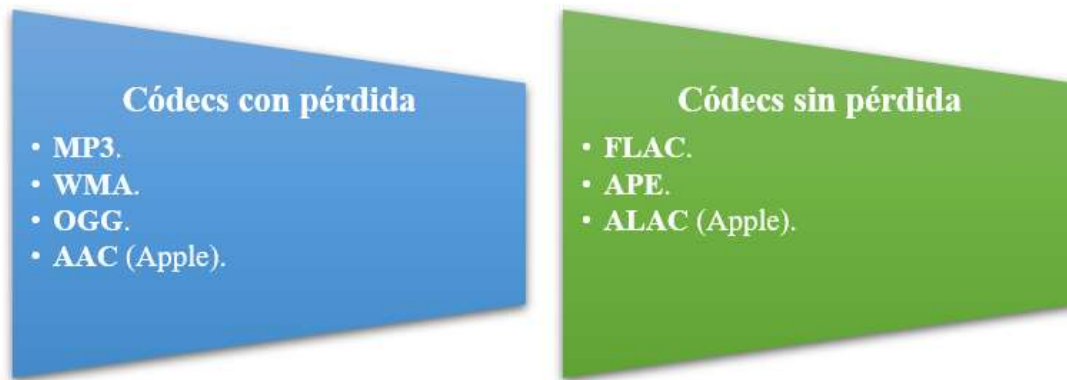 Códecs con pérdida
• MP3.
• WMA.
• OGG.
• AAC (Apple).
Códecs sin pérdida
• FLAC.
• APE.
• ALAC (Apple).